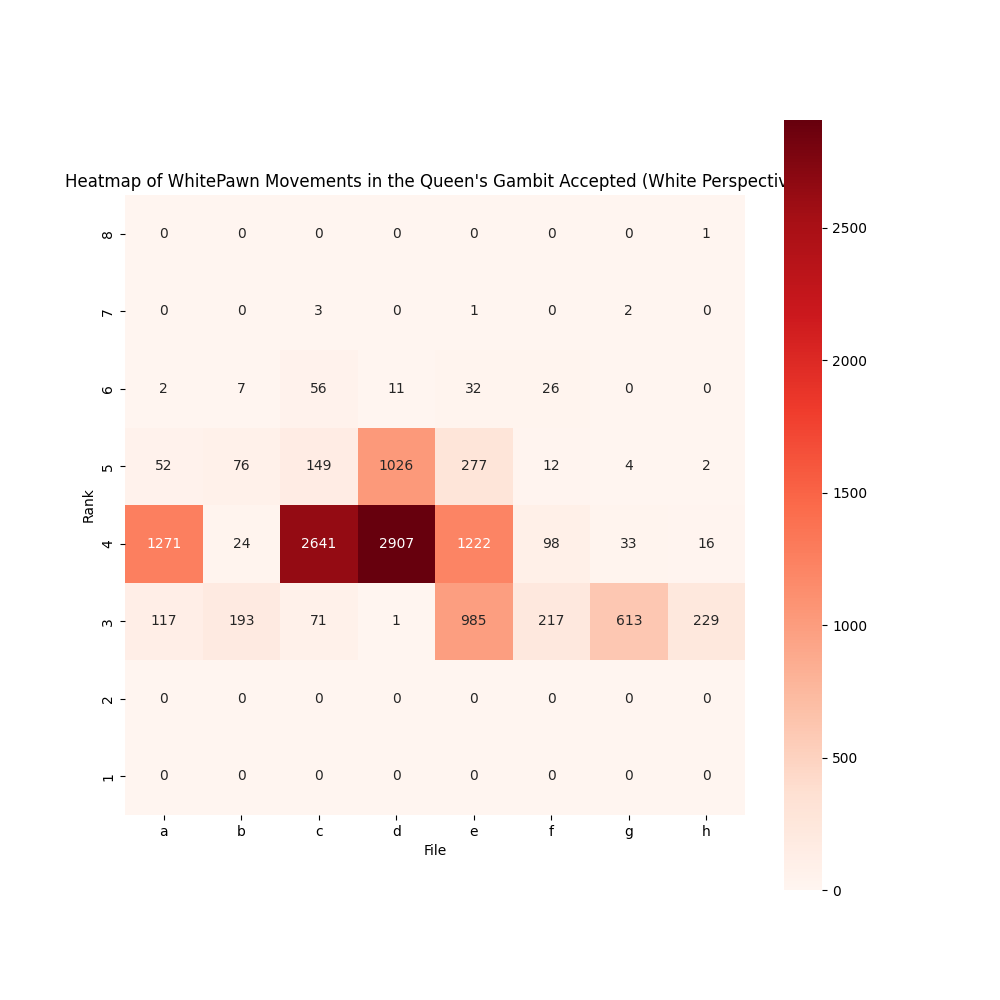 Heatmap of WhitePawn Movements in the Queen's Gambit Accepted (White Perspectiv
8 0 0 0 0 0 0 0 1
7 0 0 3 0 1 0 2 0
6 2 7 56 11 32 26 0 0
5 52 76 149 1026 277 12 4 2
4 1271 24 2641 2907 1222 98 33 16
3 117 193 71 1 985 217 613 229
2 0 0 0 0 0 0 0 0
1 0 0 0 0 0 0 0 0
a b c d e f g h
File
Rank
2500
2000
1500
1000
500
0